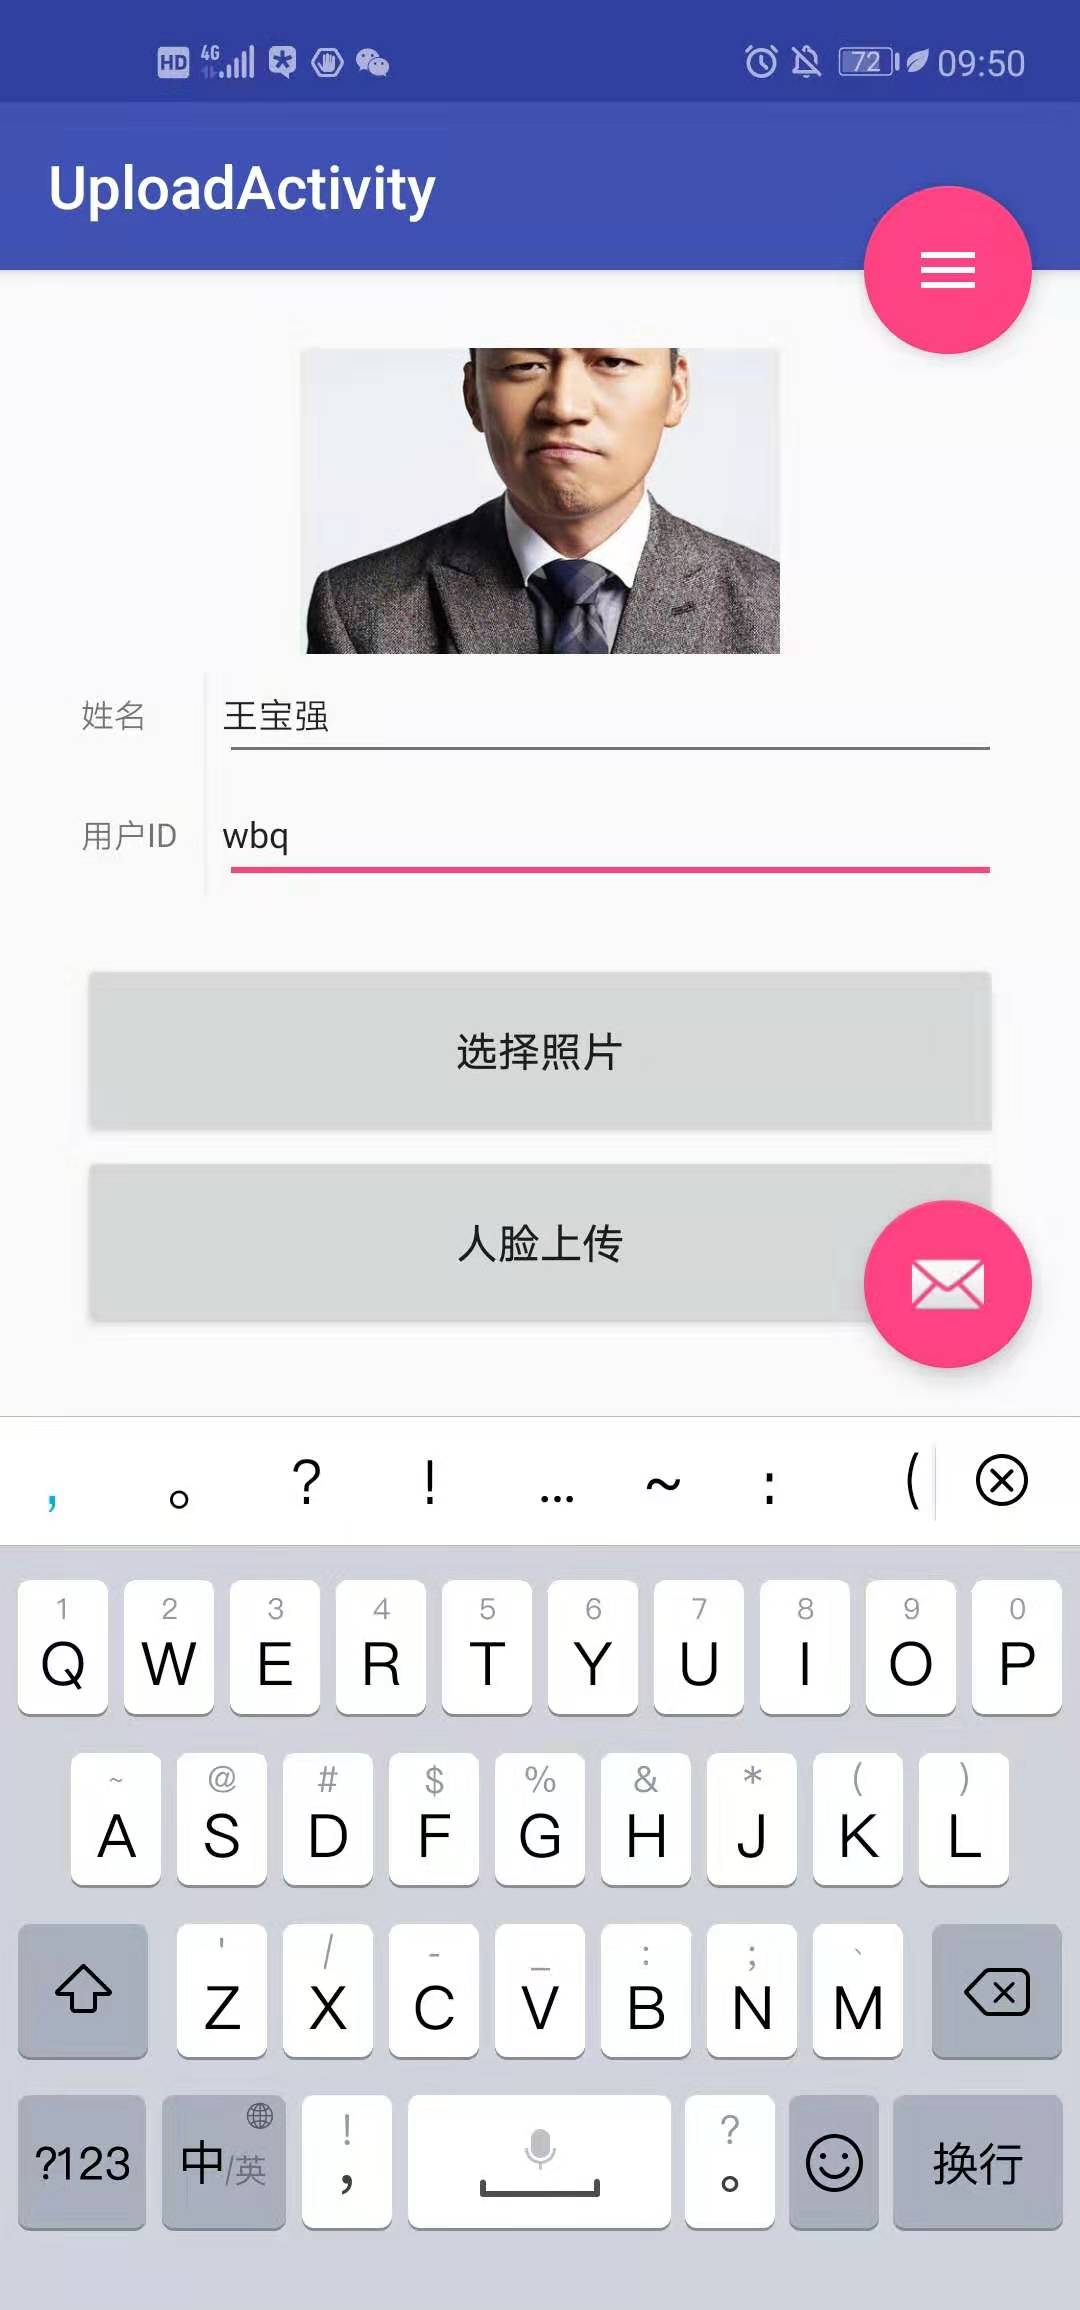 HD 4G 72 09:50
UploadActivity
姓名 王宝强
用户ID wbq
选择照片
人脸上传
， 。 ? ! … ~ : (
1 2 3 4 5 6 7 8 9 0
Q W E R T Y U I O P
~ @ # $ % & * ( )
A S D F G H J K L
' / - _ : ; 、
Z X C V B N M
! ?
?123 中/英 ， 。 换行